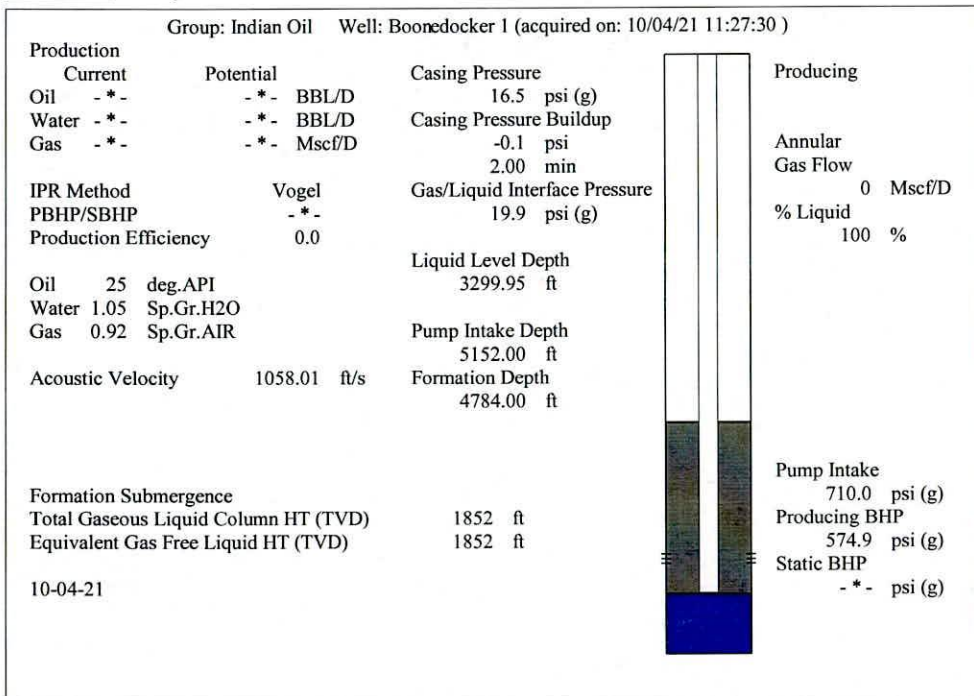 Group: Indian Oil Well: Boonedocker 1 (acquired on: 10/04/21 11:27:30 )
Production
Current Potential
Oil - * - - * - BBL/D
Water - * - - * - BBL/D
Gas - * - - * - Mscf/D
IPR Method Vogel
PBHP/SBHP - * -
Production Efficiency 0.0
Oil 25 deg.API
Water 1.05 Sp.Gr.H2O
Gas 0.92 Sp.Gr.AIR
Acoustic Velocity 1058.01 ft/s
Formation Submergence
Total Gaseous Liquid Column HT (TVD) 1852 ft
Equivalent Gas Free Liquid HT (TVD) 1852 ft
10-04-21
Casing Pressure
16.5 psi (g)
Casing Pressure Buildup
-0.1 psi
2.00 min
Gas/Liquid Interface Pressure
19.9 psi (g)
Liquid Level Depth
3299.95 ft
Pump Intake Depth
5152.00 ft
Formation Depth
4784.00 ft
Producing
Annular
Gas Flow
0 Mscf/D
% Liquid
100 %
Pump Intake
710.0 psi (g)
Producing BHP
574.9 psi (g)
Static BHP
- * - psi (g)